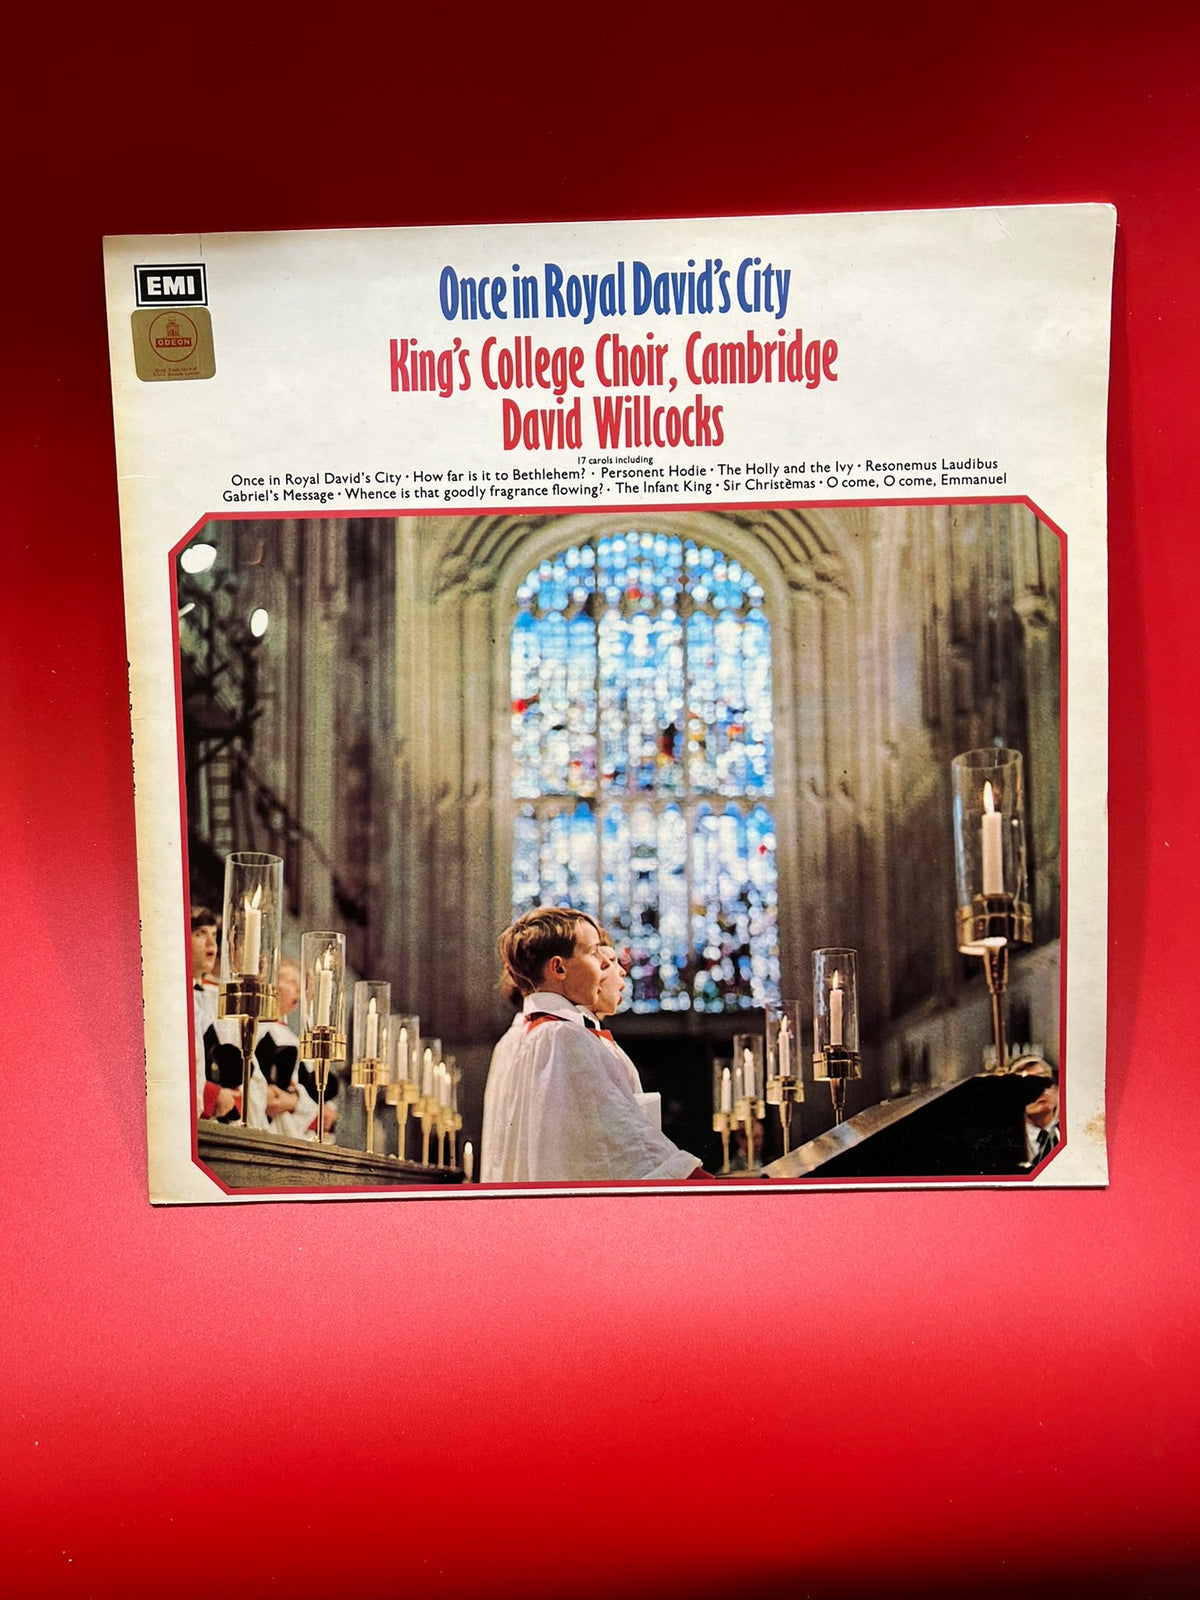 EMI
ODEON
Once in Royal David's City
King's College Choir, Cambridge
David Willcocks
17 carols including
Once in Royal David's City · How far is it to Bethlehem? · Personent Hodie · The Holly and the Ivy · Resonemus Laudibus
Gabriel's Message · Whence is that goodly fragrance flowing? · The Infant King · Sir Christèmas · O come, O come, Emmanuel